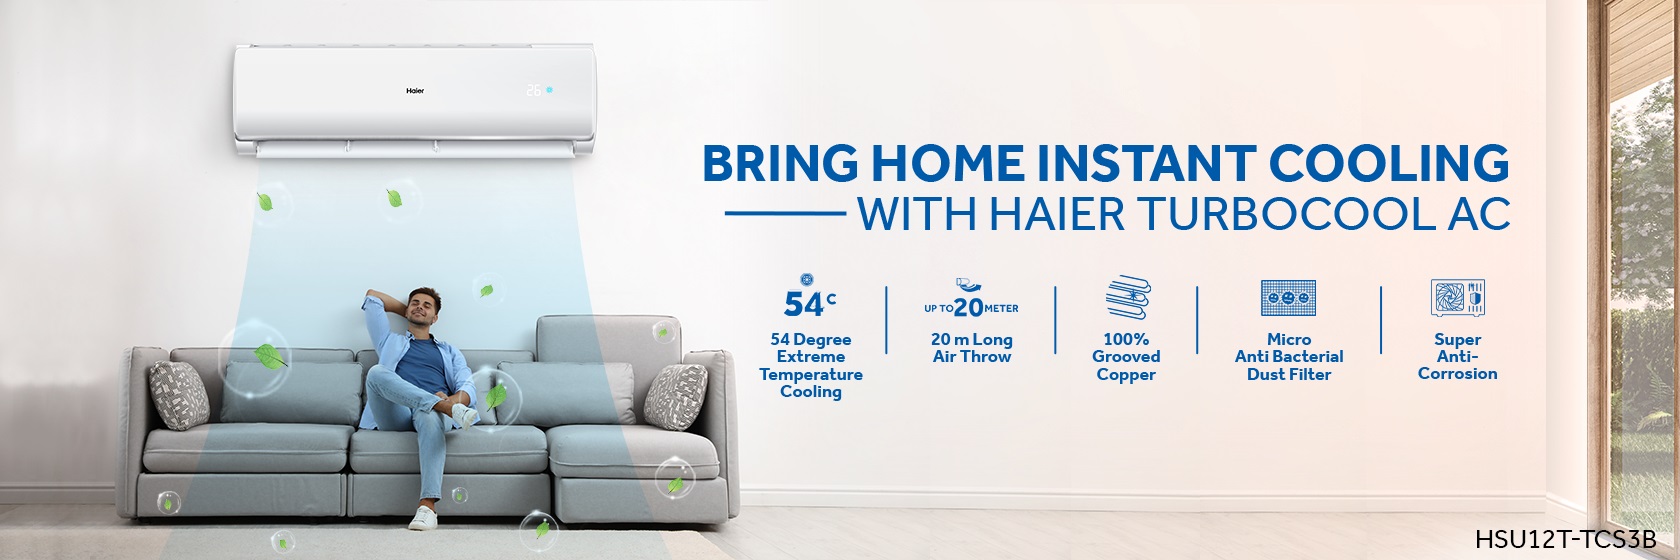 Haier
26
BRING HOME INSTANT COOLING
WITH HAIER TURBOCOOL AC
54 C
54 Degree
Extreme
Temperature
Cooling
UP TO 20 METER
20 m Long
Air Throw
100%
Grooved
Copper
Micro
Anti Bacterial
Dust Filter
Super
Anti-
Corrosion
HSU12T-TCS3B